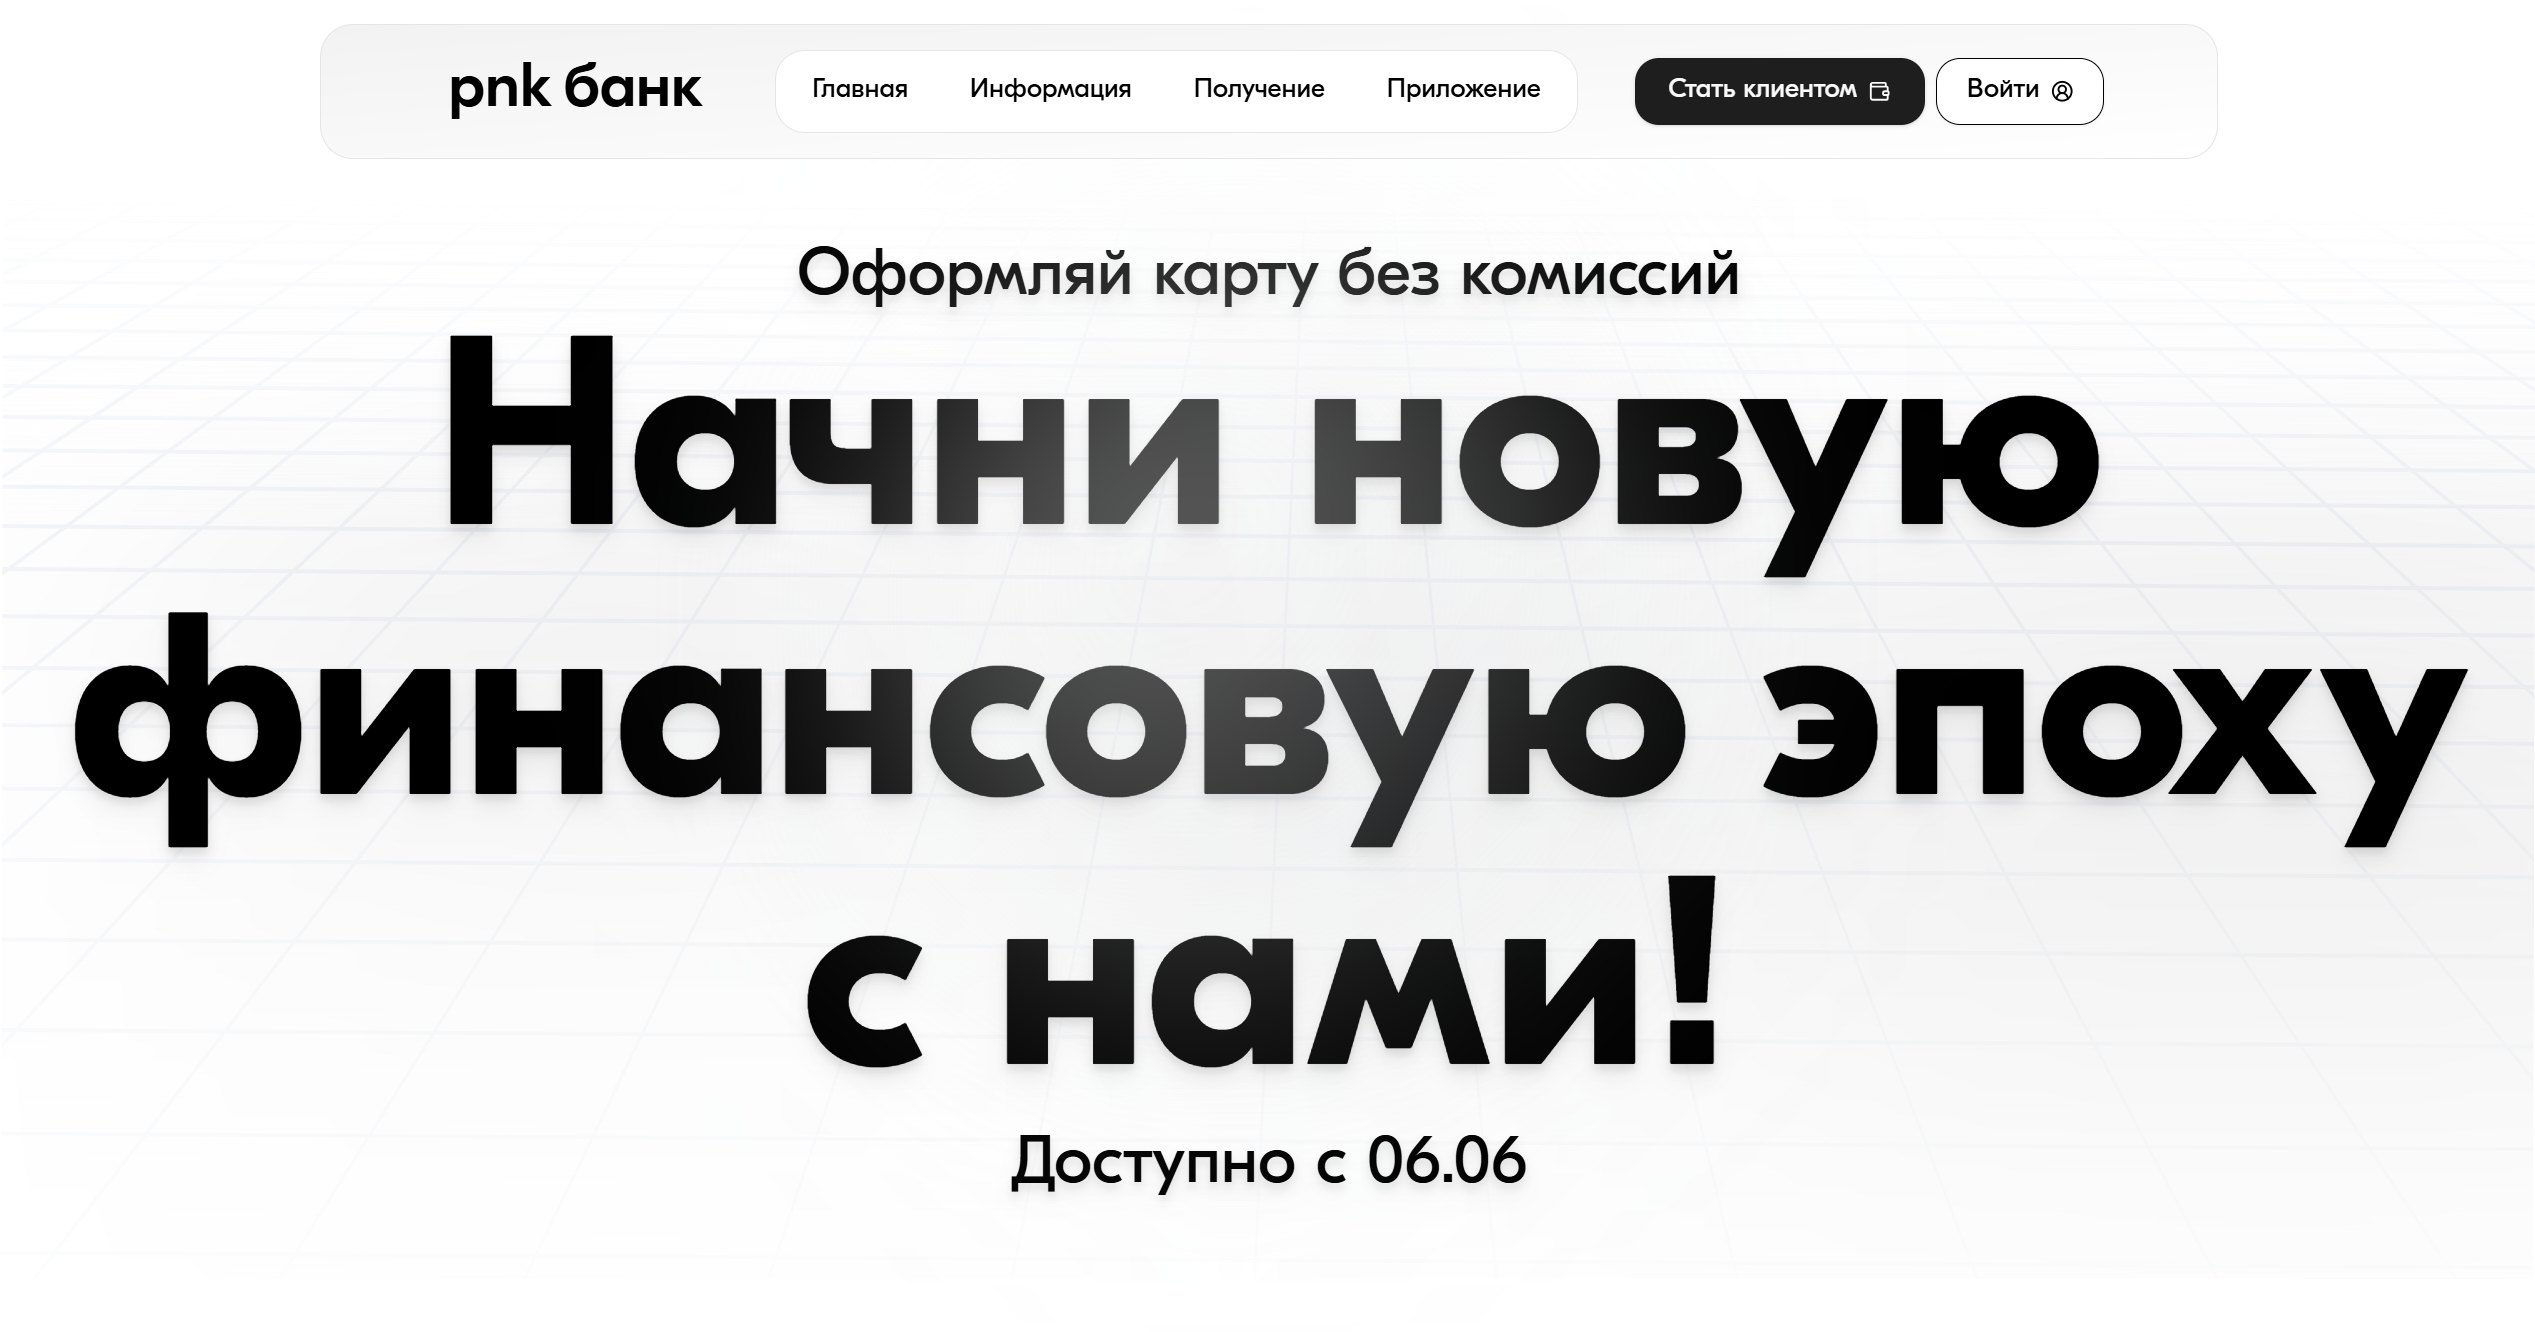 pnk банк
Главная Информация Получение Приложение
Стать клиентом
Войти
Оформляй карту без комиссий
Начни новую
финансовую эпоху
с нами!
Доступно с 06.06